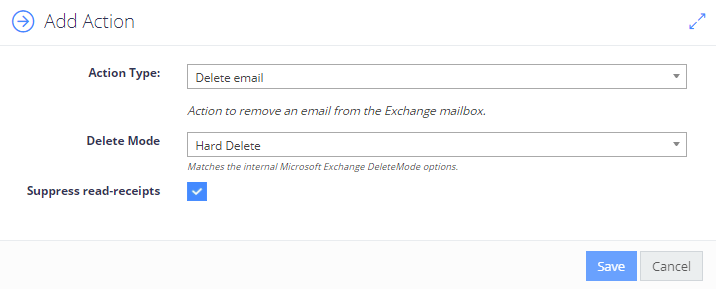 Add Action
Action Type:
Delete email
Action to remove an email from the Exchange mailbox.
Delete Mode
Hard Delete
Matches the internal Microsoft Exchange DeleteMode options.
Suppress read-receipts
Save
Cancel